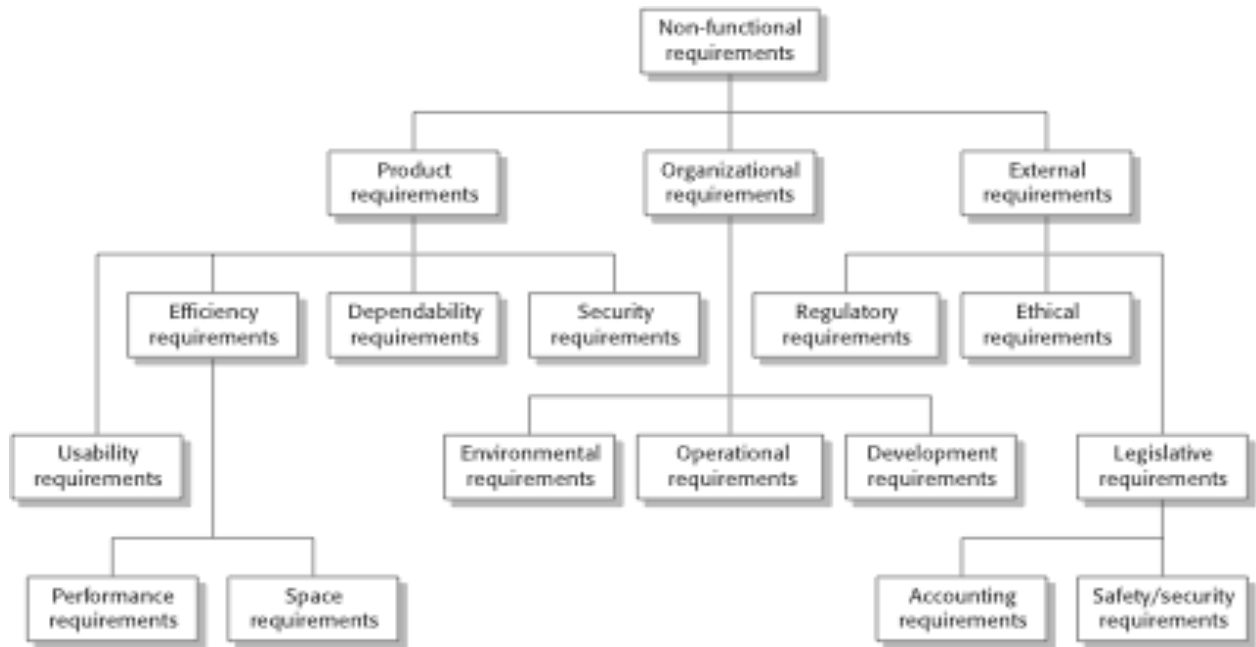 Non-functional
requirements
Product
requirements
Organizational
requirements
External
requirements
Efficiency
requirements
Dependability
requirements
Security
requirements
Regulatory
requirements
Ethical
requirements
Usability
requirements
Environmental
requirements
Operational
requirements
Development
requirements
Legislative
requirements
Performance
requirements
Space
requirements
Accounting
requirements
Safety/security
requirements